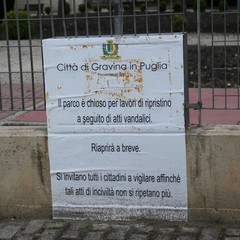 Città di Gravina in Puglia
Il parco è chiuso per lavori di ripristino
a seguito di atti vandalici.
Riaprirà a breve.
Si invitano tutti i cittadini a vigilare affinché
tali atti di inciviltà non si ripetano più.